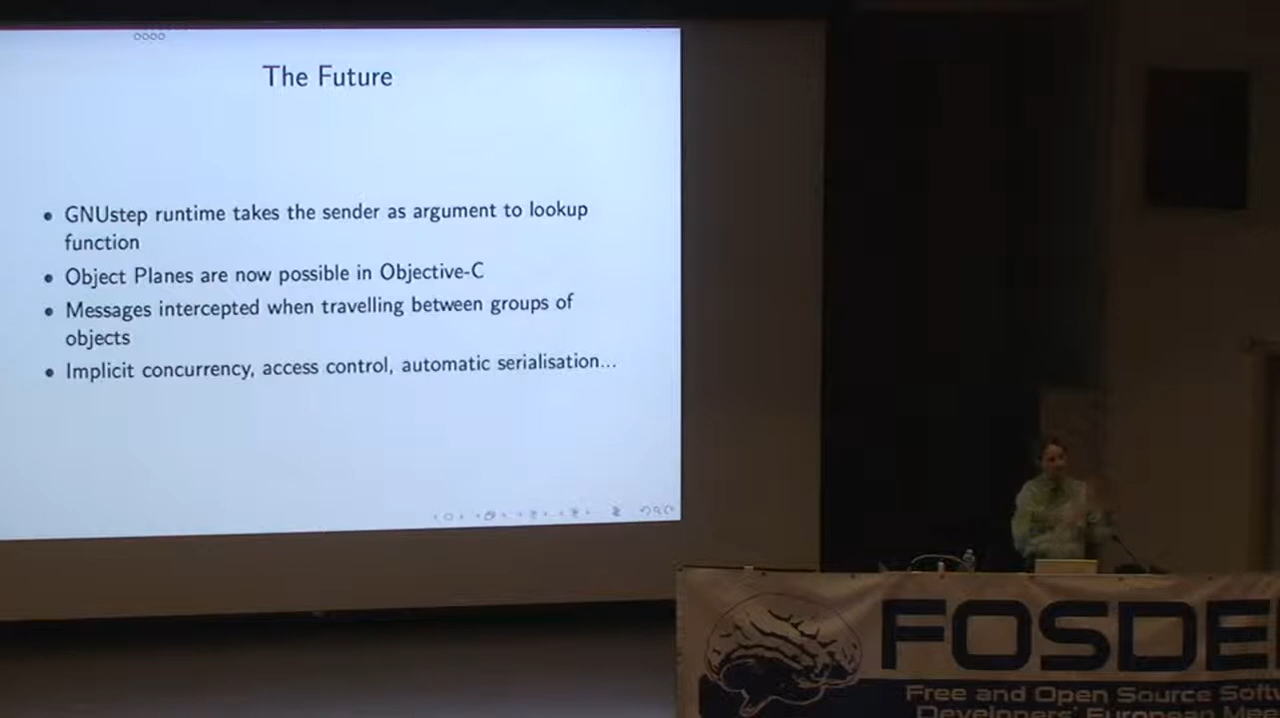 The Future
• GNUstep runtime takes the sender as argument to lookup
function
• Object Planes are now possible in Objective-C
• Messages intercepted when travelling between groups of
objects
• Implicit concurrency, access control, automatic serialisation...
FOSDE
Free and Open Source Softw
Developers' European Mee